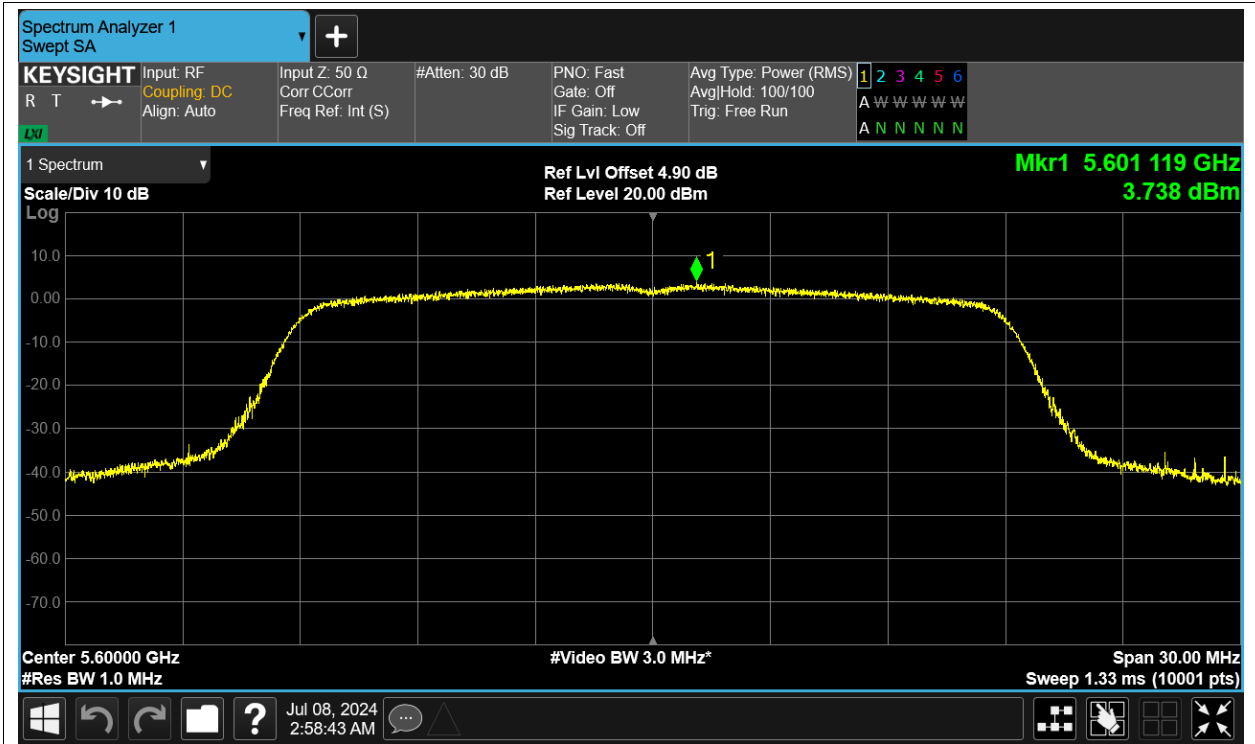 Spectrum Analyzer 1
Swept SA
KEYSIGHT
R T
LXI
Input: RF
Coupling: DC
Align: Auto
Input Z: 50 Ω
Corr CCorr
Freq Ref: Int (S)
#Atten: 30 dB
PNO: Fast
Gate: Off
IF Gain: Low
Sig Track: Off
Avg Type: Power (RMS)
Avg|Hold: 100/100
Trig: Free Run
1 2 3 4 5 6
A W W W W W
A N N N N N
1 Spectrum
Scale/Div 10 dB
Log
Ref Lvl Offset 4.90 dB
Ref Level 20.00 dBm
Mkr1 5.601 119 GHz
3.738 dBm
1
10.0
0.00
-10.0
-20.0
-30.0
-40.0
-50.0
-60.0
-70.0
Center 5.60000 GHz
#Res BW 1.0 MHz
#Video BW 3.0 MHz*
Span 30.00 MHz
Sweep 1.33 ms (10001 pts)
?
Jul 08, 2024
2:58:43 AM